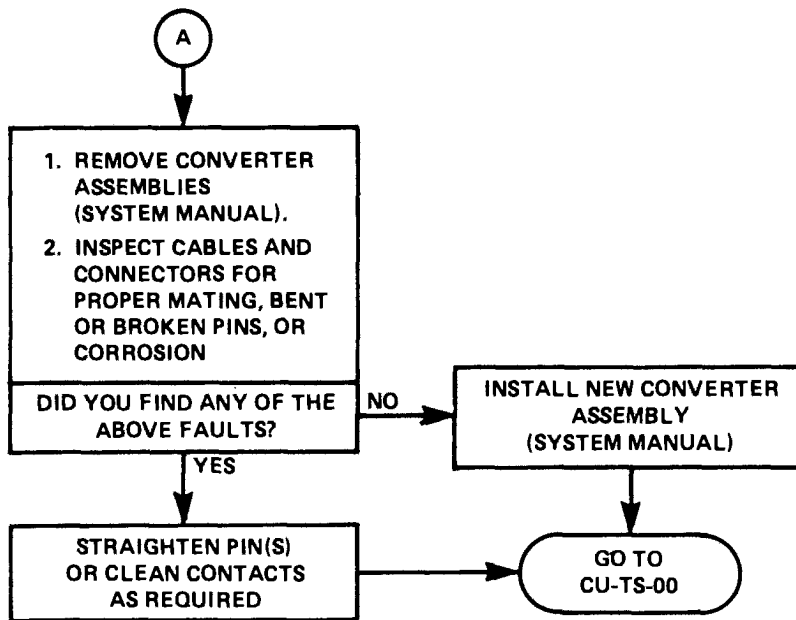 A
1. REMOVE CONVERTER
ASSEMBLIES
(SYSTEM MANUAL).
2. INSPECT CABLES AND
CONNECTORS FOR
PROPER MATING, BENT
OR BROKEN PINS, OR
CORROSION
DID YOU FIND ANY OF THE
ABOVE FAULTS?
NO
INSTALL NEW CONVERTER
ASSEMBLY
(SYSTEM MANUAL)
YES
STRAIGHTEN PIN(S)
OR CLEAN CONTACTS
AS REQUIRED
GO TO
CU-TS-00